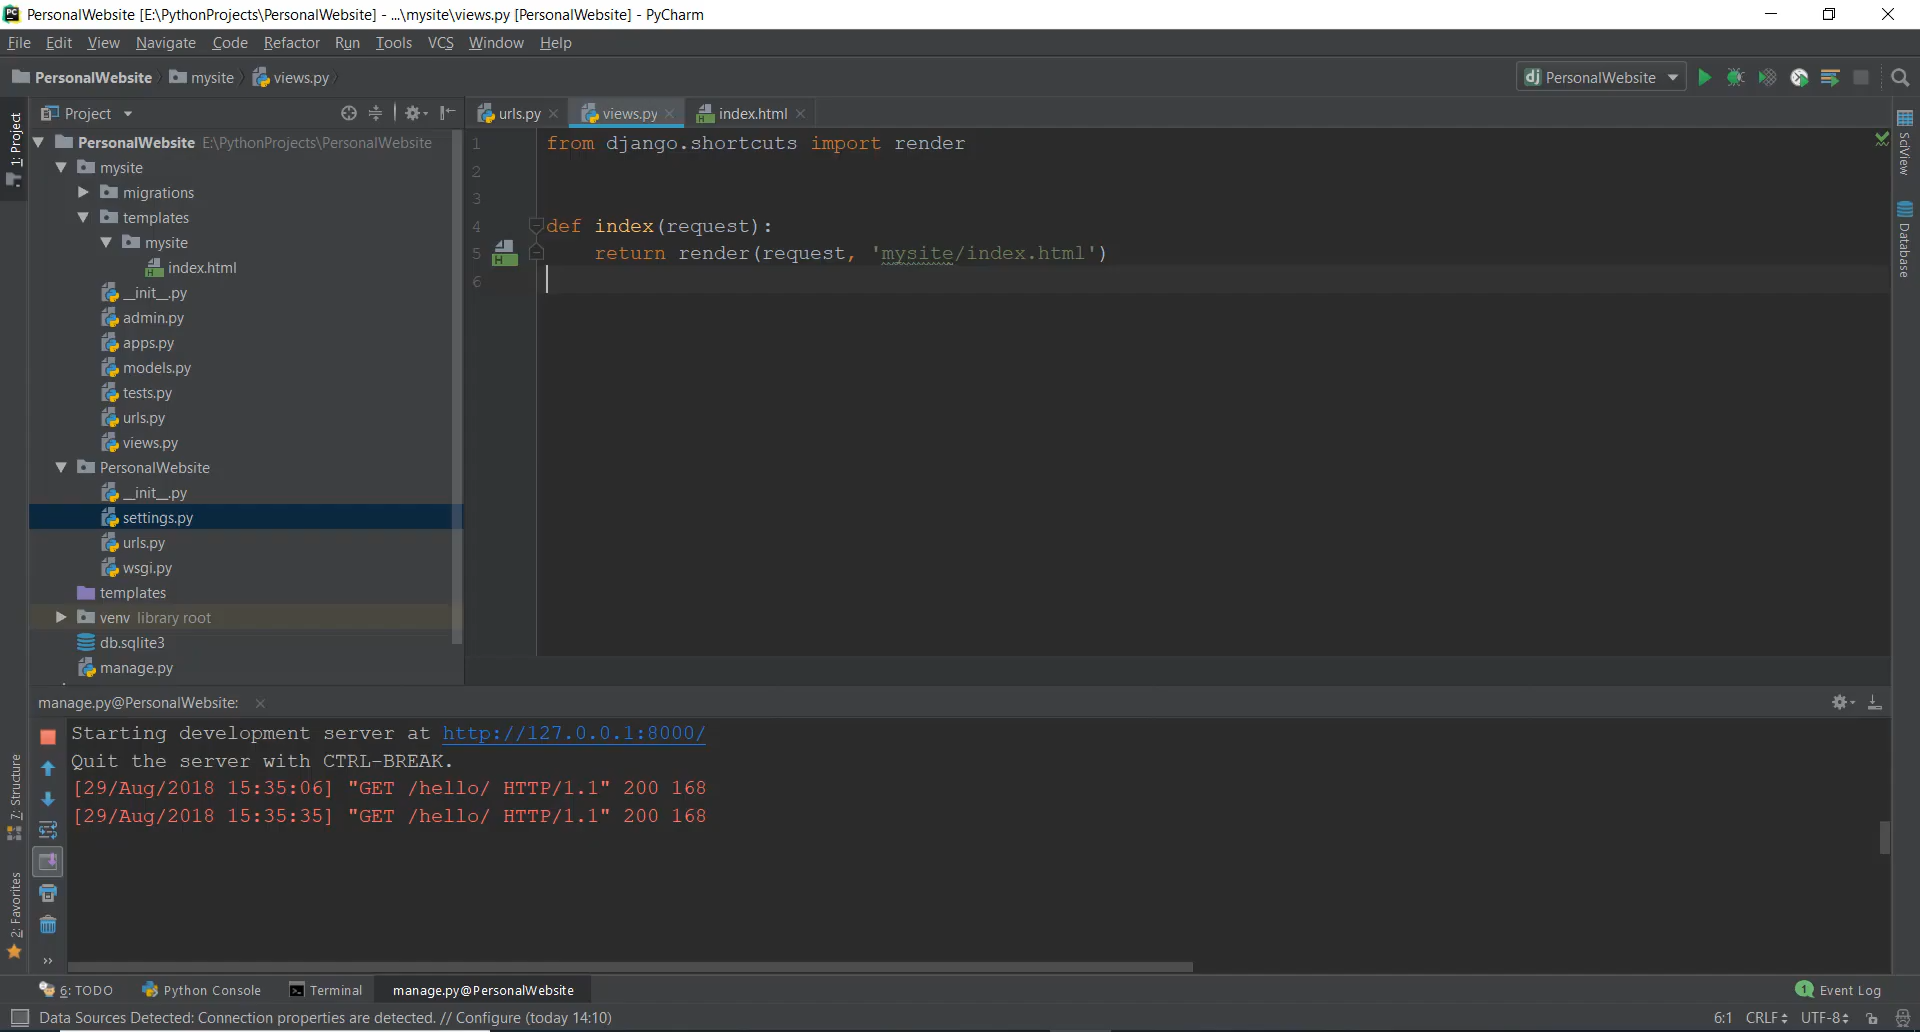 PersonalWebsite [E:\PythonProjects\PersonalWebsite] - ...\mysite\views.py [PersonalWebsite] - PyCharm
File Edit View Navigate Code Refactor Run Tools VCS Window Help
PersonalWebsite mysite views.py
dj PersonalWebsite
Project
urls.py views.py index.html
1: Project
PersonalWebsite E:\PythonProjects\PersonalWebsite
mysite
migrations
templates
mysite
index.html
__init__.py
admin.py
apps.py
models.py
tests.py
urls.py
views.py
PersonalWebsite
__init__.py
settings.py
urls.py
wsgi.py
templates
venv library root
db.sqlite3
manage.py
1 from django.shortcuts import render
2
3
4 def index(request):
5 return render(request, 'mysite/index.html')
6
SciView
Database
manage.py@PersonalWebsite:
Starting development server at http://127.0.0.1:8000/
Quit the server with CTRL-BREAK.
[29/Aug/2018 15:35:06] "GET /hello/ HTTP/1.1" 200 168
[29/Aug/2018 15:35:35] "GET /hello/ HTTP/1.1" 200 168
7: Structure
2: Favorites
6: TODO Python Console Terminal manage.py@PersonalWebsite
1 Event Log
Data Sources Detected: Connection properties are detected. // Configure (today 14:10)
6:1 CRLF UTF-8